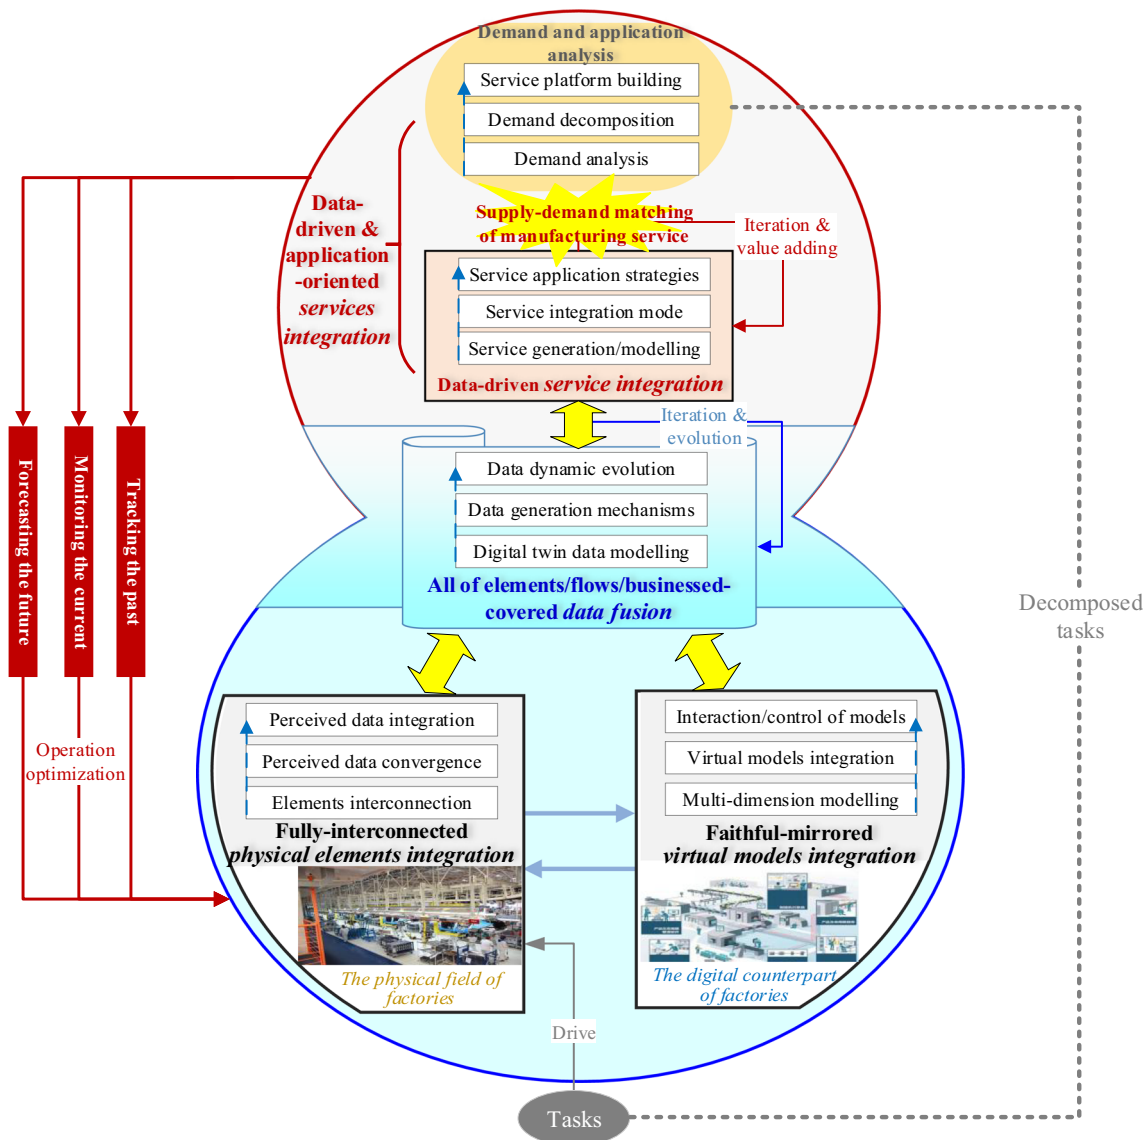 Demand and application
analysis
Service platform building
Demand decomposition
Demand analysis
Supply-demand matching
of manufacturing service
Iteration &
value adding
Data-
driven &
application
-oriented
services
integration
Service application strategies
Service integration mode
Service generation/modelling
Data-driven service integration
Iteration &
evolution
Data dynamic evolution
Data generation mechanisms
Digital twin data modelling
All of elements/flows/businessed-
covered data fusion
Forecasting the future
Monitoring the current
Tracking the past
Operation
optimization
Decomposed
tasks
Perceived data integration
Perceived data convergence
Elements interconnection
Fully-interconnected
physical elements integration
The physical field of
factories
Interaction/control of models
Virtual models integration
Multi-dimension modelling
Faithful-mirrored
virtual models integration
The digital counterpart
of factories
Drive
Tasks